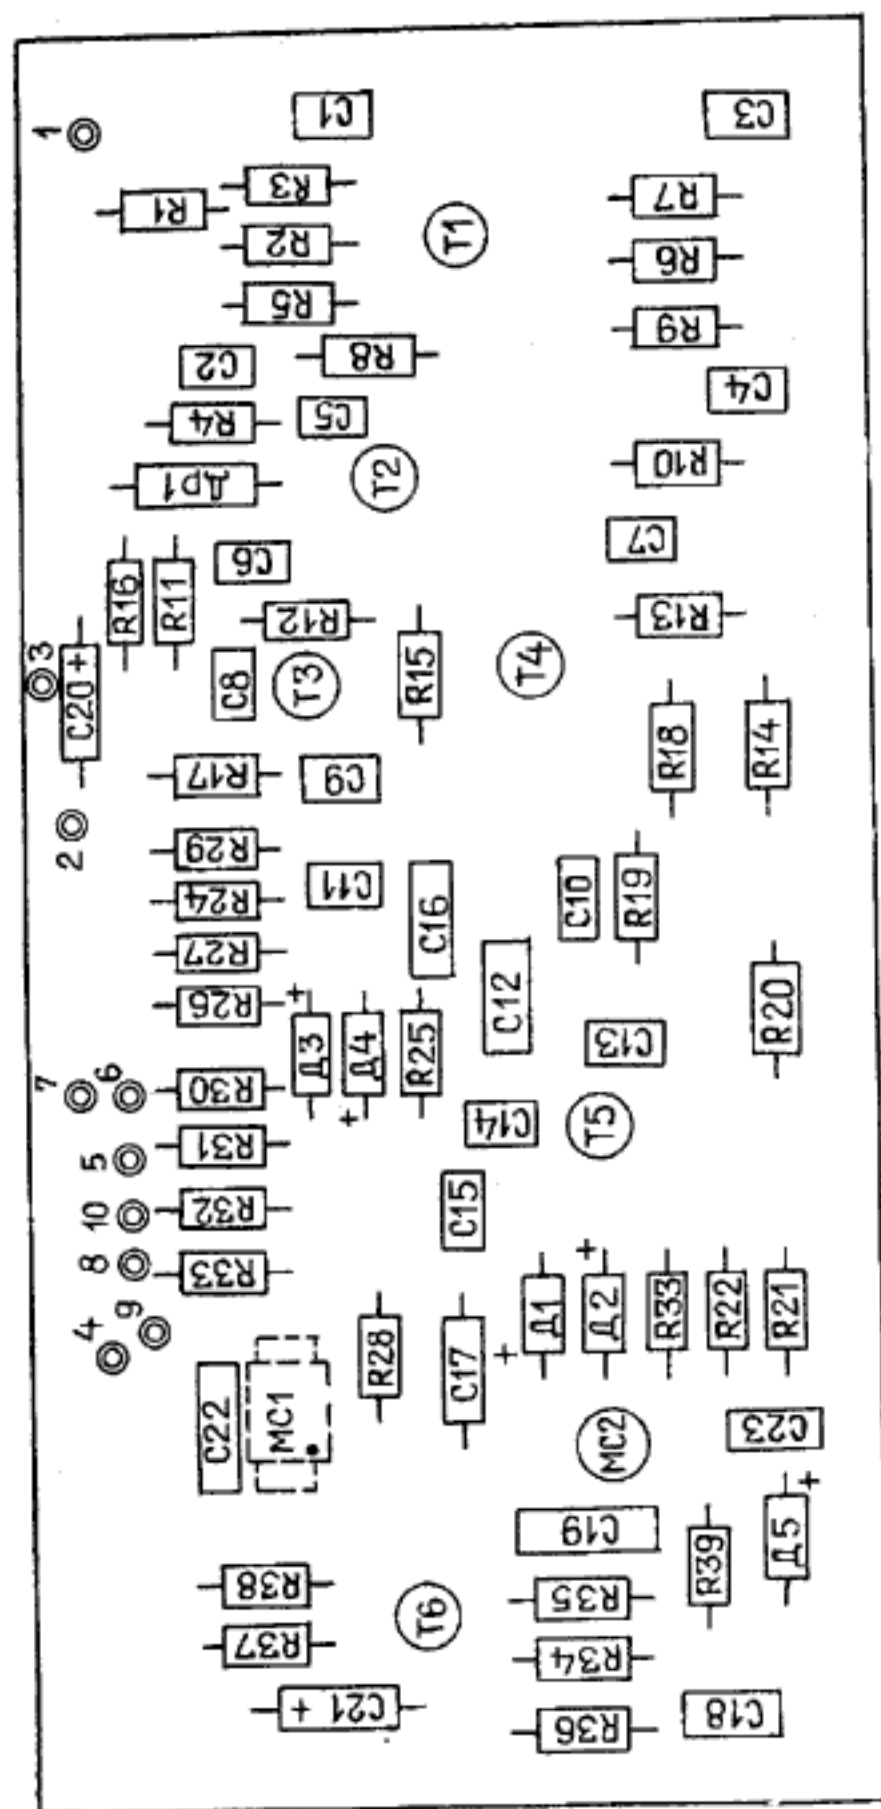 1
C1
C3
R3
R1
R7
R2
T1
R6
R5
R9
R8
C2
C4
R4
C5
R10
T2
Др1
C7
C6
R16
R11
R12
R13
3
C20 +
C8
T3
R15
T4
R18
R14
R17
C9
2
R29
C11
R24
C16
C10
R19
R27
R26
+
C12
R20
Д3
Д4
R25
C13
+
7
6
R30
C14
T5
5
R31
10
R32
C15
8
R33
4
9
R28
C17
+
Д1
+
Д2
R33
R22
R21
C22
MC1
MC2
C23
+
C19
R39
Д5
R38
R35
T6
R37
R34
C21 +
R36
C18